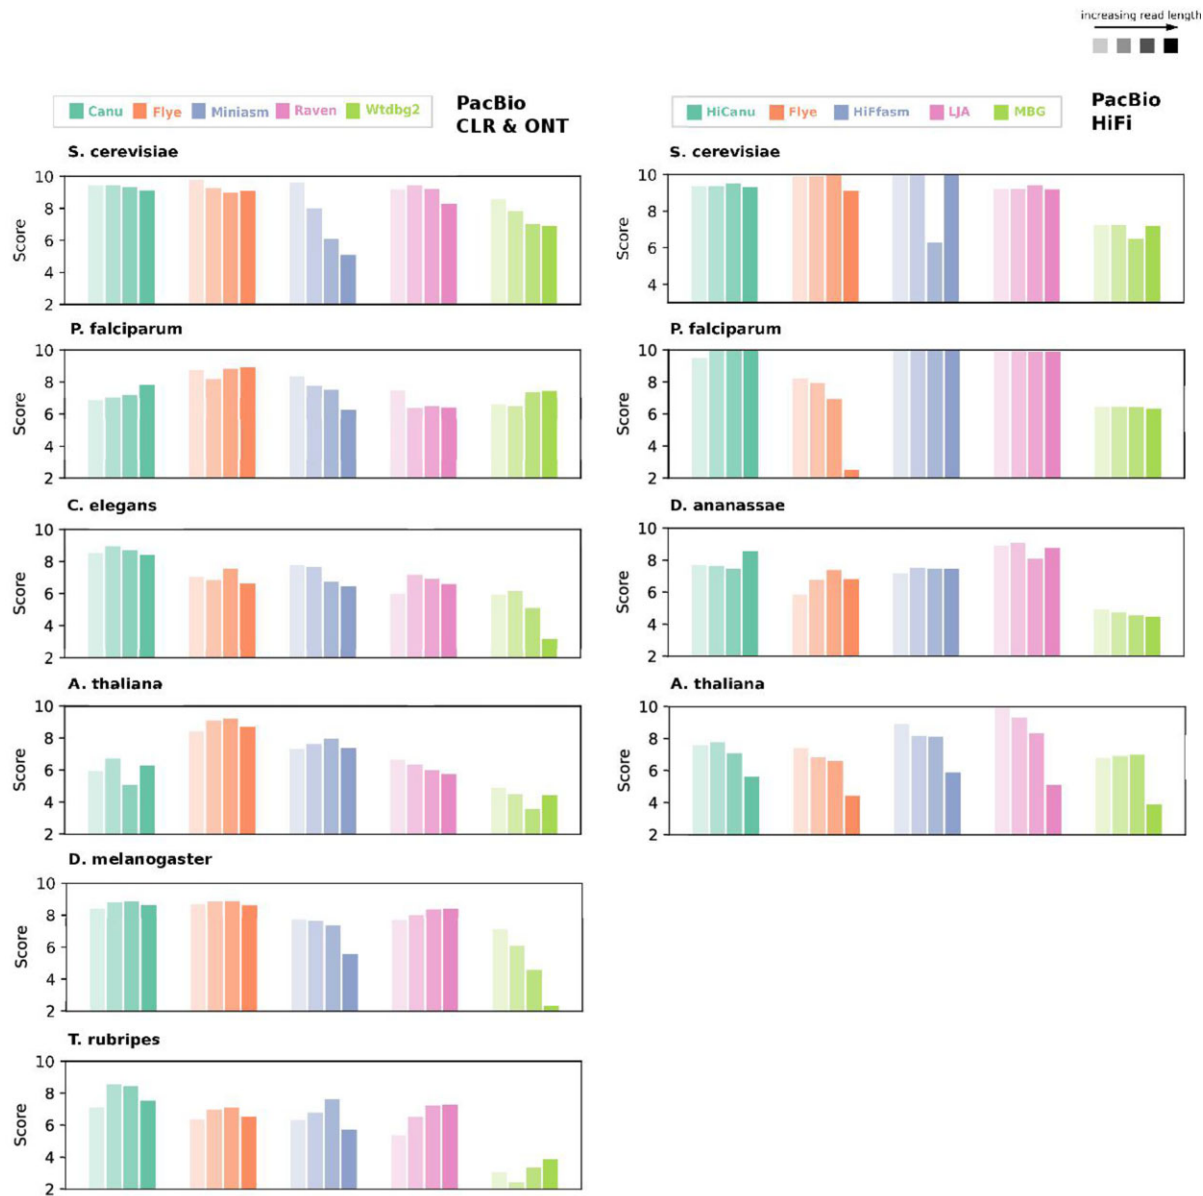 increasing read length
Canu Flye Miniasm Raven Wtdbg2
PacBio
CLR & ONT
HiCanu Flye HiFfasm LJA MBG
PacBio
HiFi
S. cerevisiae
10
8
6
4
2
Score
P. falciparum
10
8
6
4
2
Score
C. elegans
10
8
6
4
2
Score
A. thaliana
10
8
6
4
2
Score
D. melanogaster
10
8
6
4
2
Score
T. rubripes
10
8
6
4
2
Score
S. cerevisiae
10
8
6
4
Score
P. falciparum
10
8
6
4
2
Score
D. ananassae
10
8
6
4
2
Score
A. thaliana
10
8
6
4
2
Score